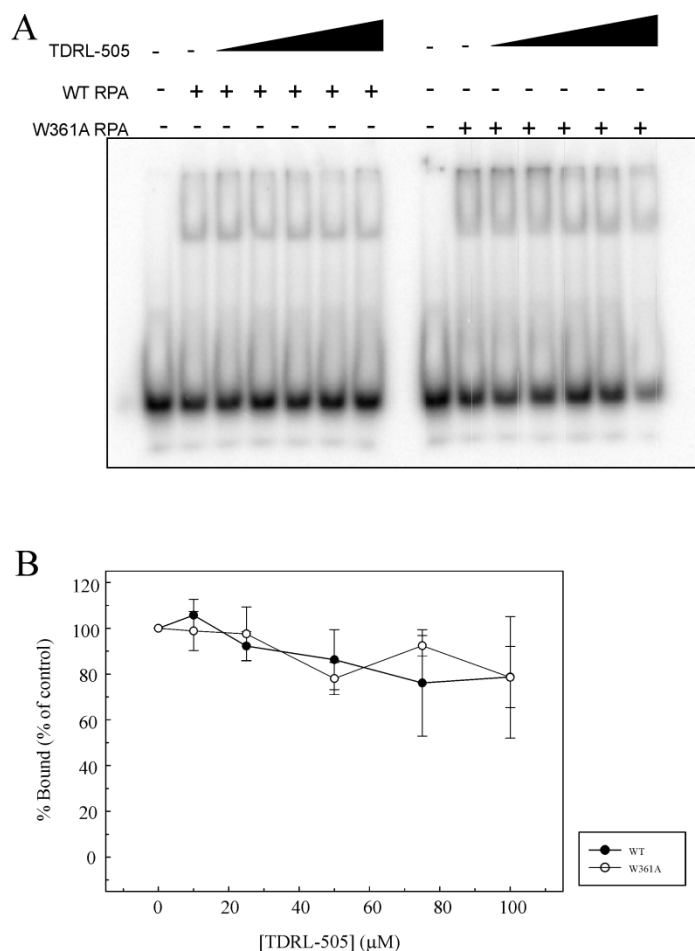 A
TDRL-505 - - - -
WT RPA - + + + + + + - - - - - - -
W361A RPA - - - - - - - - + + + + + +
B
120
100
80
60
40
20
0
% Bound (% of control)
0 20 40 60 80 100
[TDRL-505] (µM)
WT
W361A